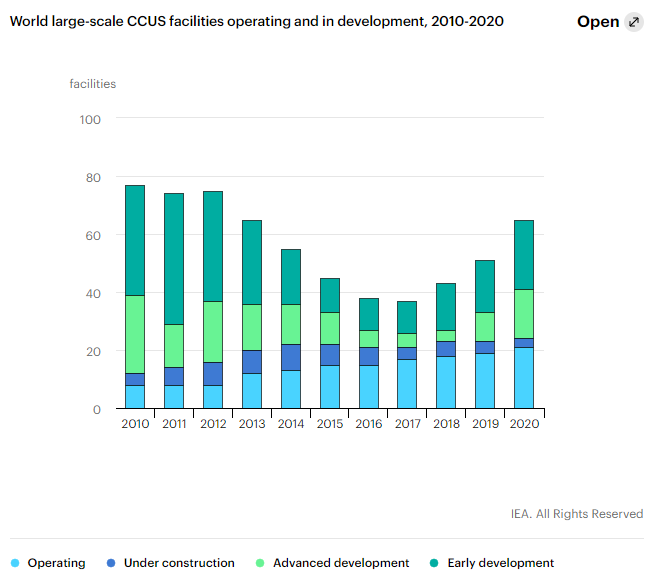 World large-scale CCUS facilities operating and in development, 2010-2020 Open
facilities
100
80
60
40
20
0
2010 2011 2012 2013 2014 2015 2016 2017 2018 2019 2020
IEA. All Rights Reserved
Operating Under construction Advanced development Early development